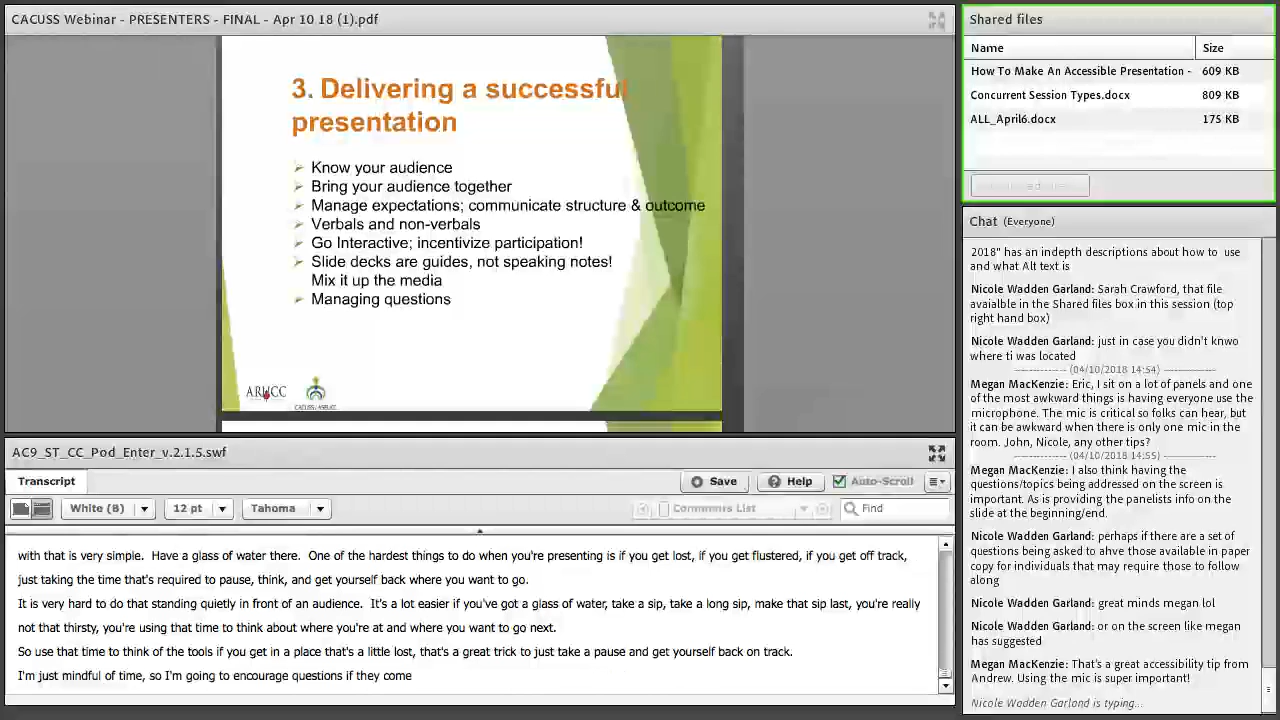 CACUSS Webinar - PRESENTERS - FINAL - Apr 10 18 (1).pdf
3. Delivering a successful
presentation
Know your audience
Bring your audience together
Manage expectations; communicate structure & outcome
Verbals and non-verbals
Go Interactive; incentivize participation!
Slide decks are guides, not speaking notes!
Mix it up the media
Managing questions
ARUCC
AC9_ST_CC_Pod_Enter_v.2.1.5.swf
Transcript
Save
Help
Auto-Scroll
White (8)
12 pt
Tahoma
Comments List
Find
with that is very simple.  Have a glass of water there.  One of the hardest things to do when you're presenting is if you get lost, if you get flustered, if you get off track,
just taking the time that's required to pause, think, and get yourself back where you want to go.
It is very hard to do that standing quietly in front of an audience.  It's a lot easier if you've got a glass of water, take a sip, take a long sip, make that sip last, you're really
not that thirsty, you're using that time to think about where you're at and where you want to go next.
So use that time to think of the tools if you get in a place that's a little lost, that's a great trick to just take a pause and get yourself back on track.
I'm just mindful of time, so I'm going to encourage questions if they come
Shared files
Name Size
How To Make An Accessible Presentation - 609 KB
Concurrent Session Types.docx 809 KB
ALL_April6.docx 175 KB
Chat (Everyone)
2018" has an indepth descriptions about how to use
and what Alt text is
Nicole Wadden Garland: Sarah Crawford, that file
avaialble in the Shared files box in this session (top
right hand box)
Nicole Wadden Garland: just in case you didn't knwo
where ti was located
-------------- (04/10/2018 14:54) --------------
Megan MacKenzie: Eric, I sit on a lot of panels and one
of the most awkward things is having everyone use the
microphone. The mic is critical so folks can hear, but
it can be awkward when there is only one mic in the
room. John, Nicole, any other tips?
-------------- (04/10/2018 14:55) --------------
Megan MacKenzie: I also think having the
questions/topics being addressed on the screen is
important. As is providing the panelists info on the
slide at the beginning/end.
Nicole Wadden Garland: perhaps if there are a set of
questions being asked to ahve those available in paper
copy for individuals that may require those to follow
along
Nicole Wadden Garland: great minds megan lol
Nicole Wadden Garland: or on the screen like megan
has suggested
Megan MacKenzie: That's a great accessibility tip from
Andrew. Using the mic is super important!
Nicole Wadden Garland is typing...